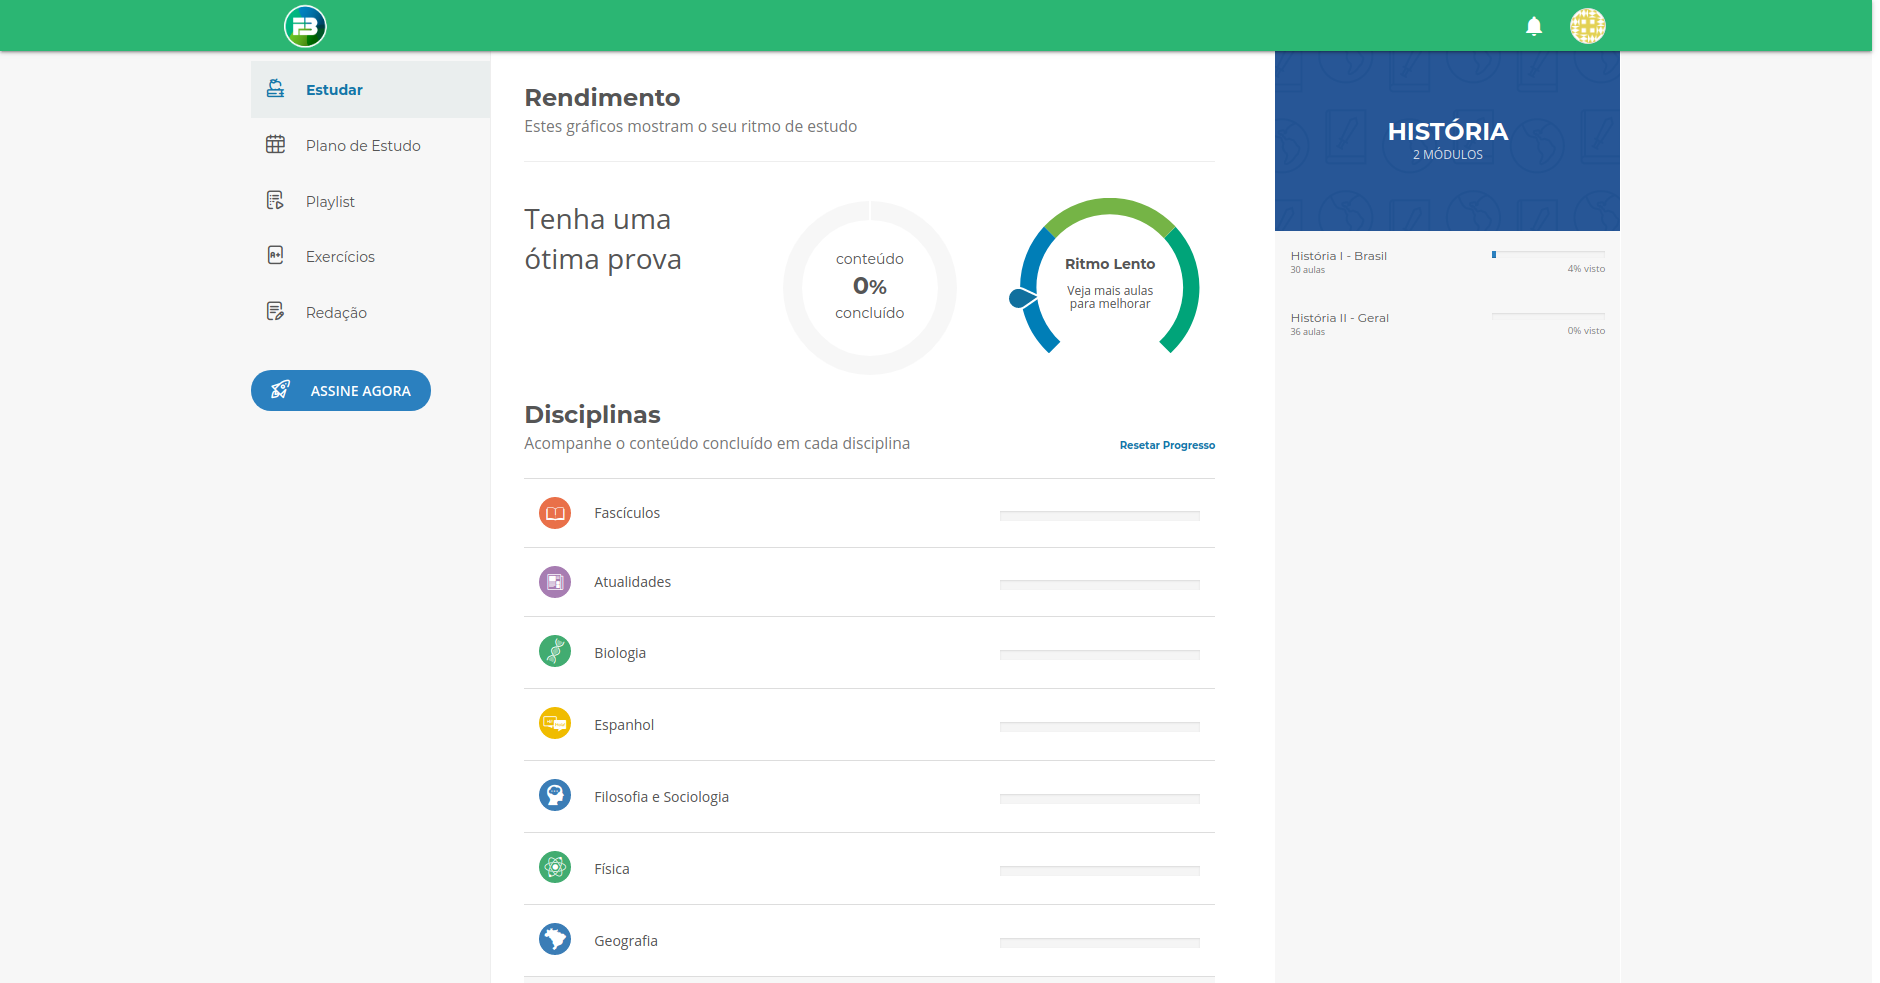 FB
Estudar
Plano de Estudo
Playlist
Exercícios
Redação
ASSINE AGORA
Rendimento
Estes gráficos mostram o seu ritmo de estudo
Tenha uma
ótima prova
conteúdo
0%
concluído
Ritmo Lento
Veja mais aulas
para melhorar
Disciplinas
Acompanhe o conteúdo concluído em cada disciplina
Resetar Progresso
Fascículos
Atualidades
Biologia
Espanhol
Filosofia e Sociologia
Física
Geografia
HISTÓRIA
2 MÓDULOS
História I - Brasil
30 aulas
4% visto
História II - Geral
36 aulas
0% visto